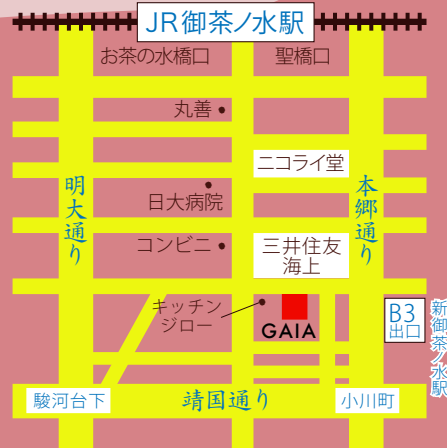 JR御茶ノ水駅
お茶の水橋口
聖橋口
丸善
ニコライ堂
日大病院
明大通り
本郷通り
コンビニ
三井住友
海上
キッチン
ジロー
GAIA
B3
出口
新御茶ノ水駅
駿河台下
靖国通り
小川町